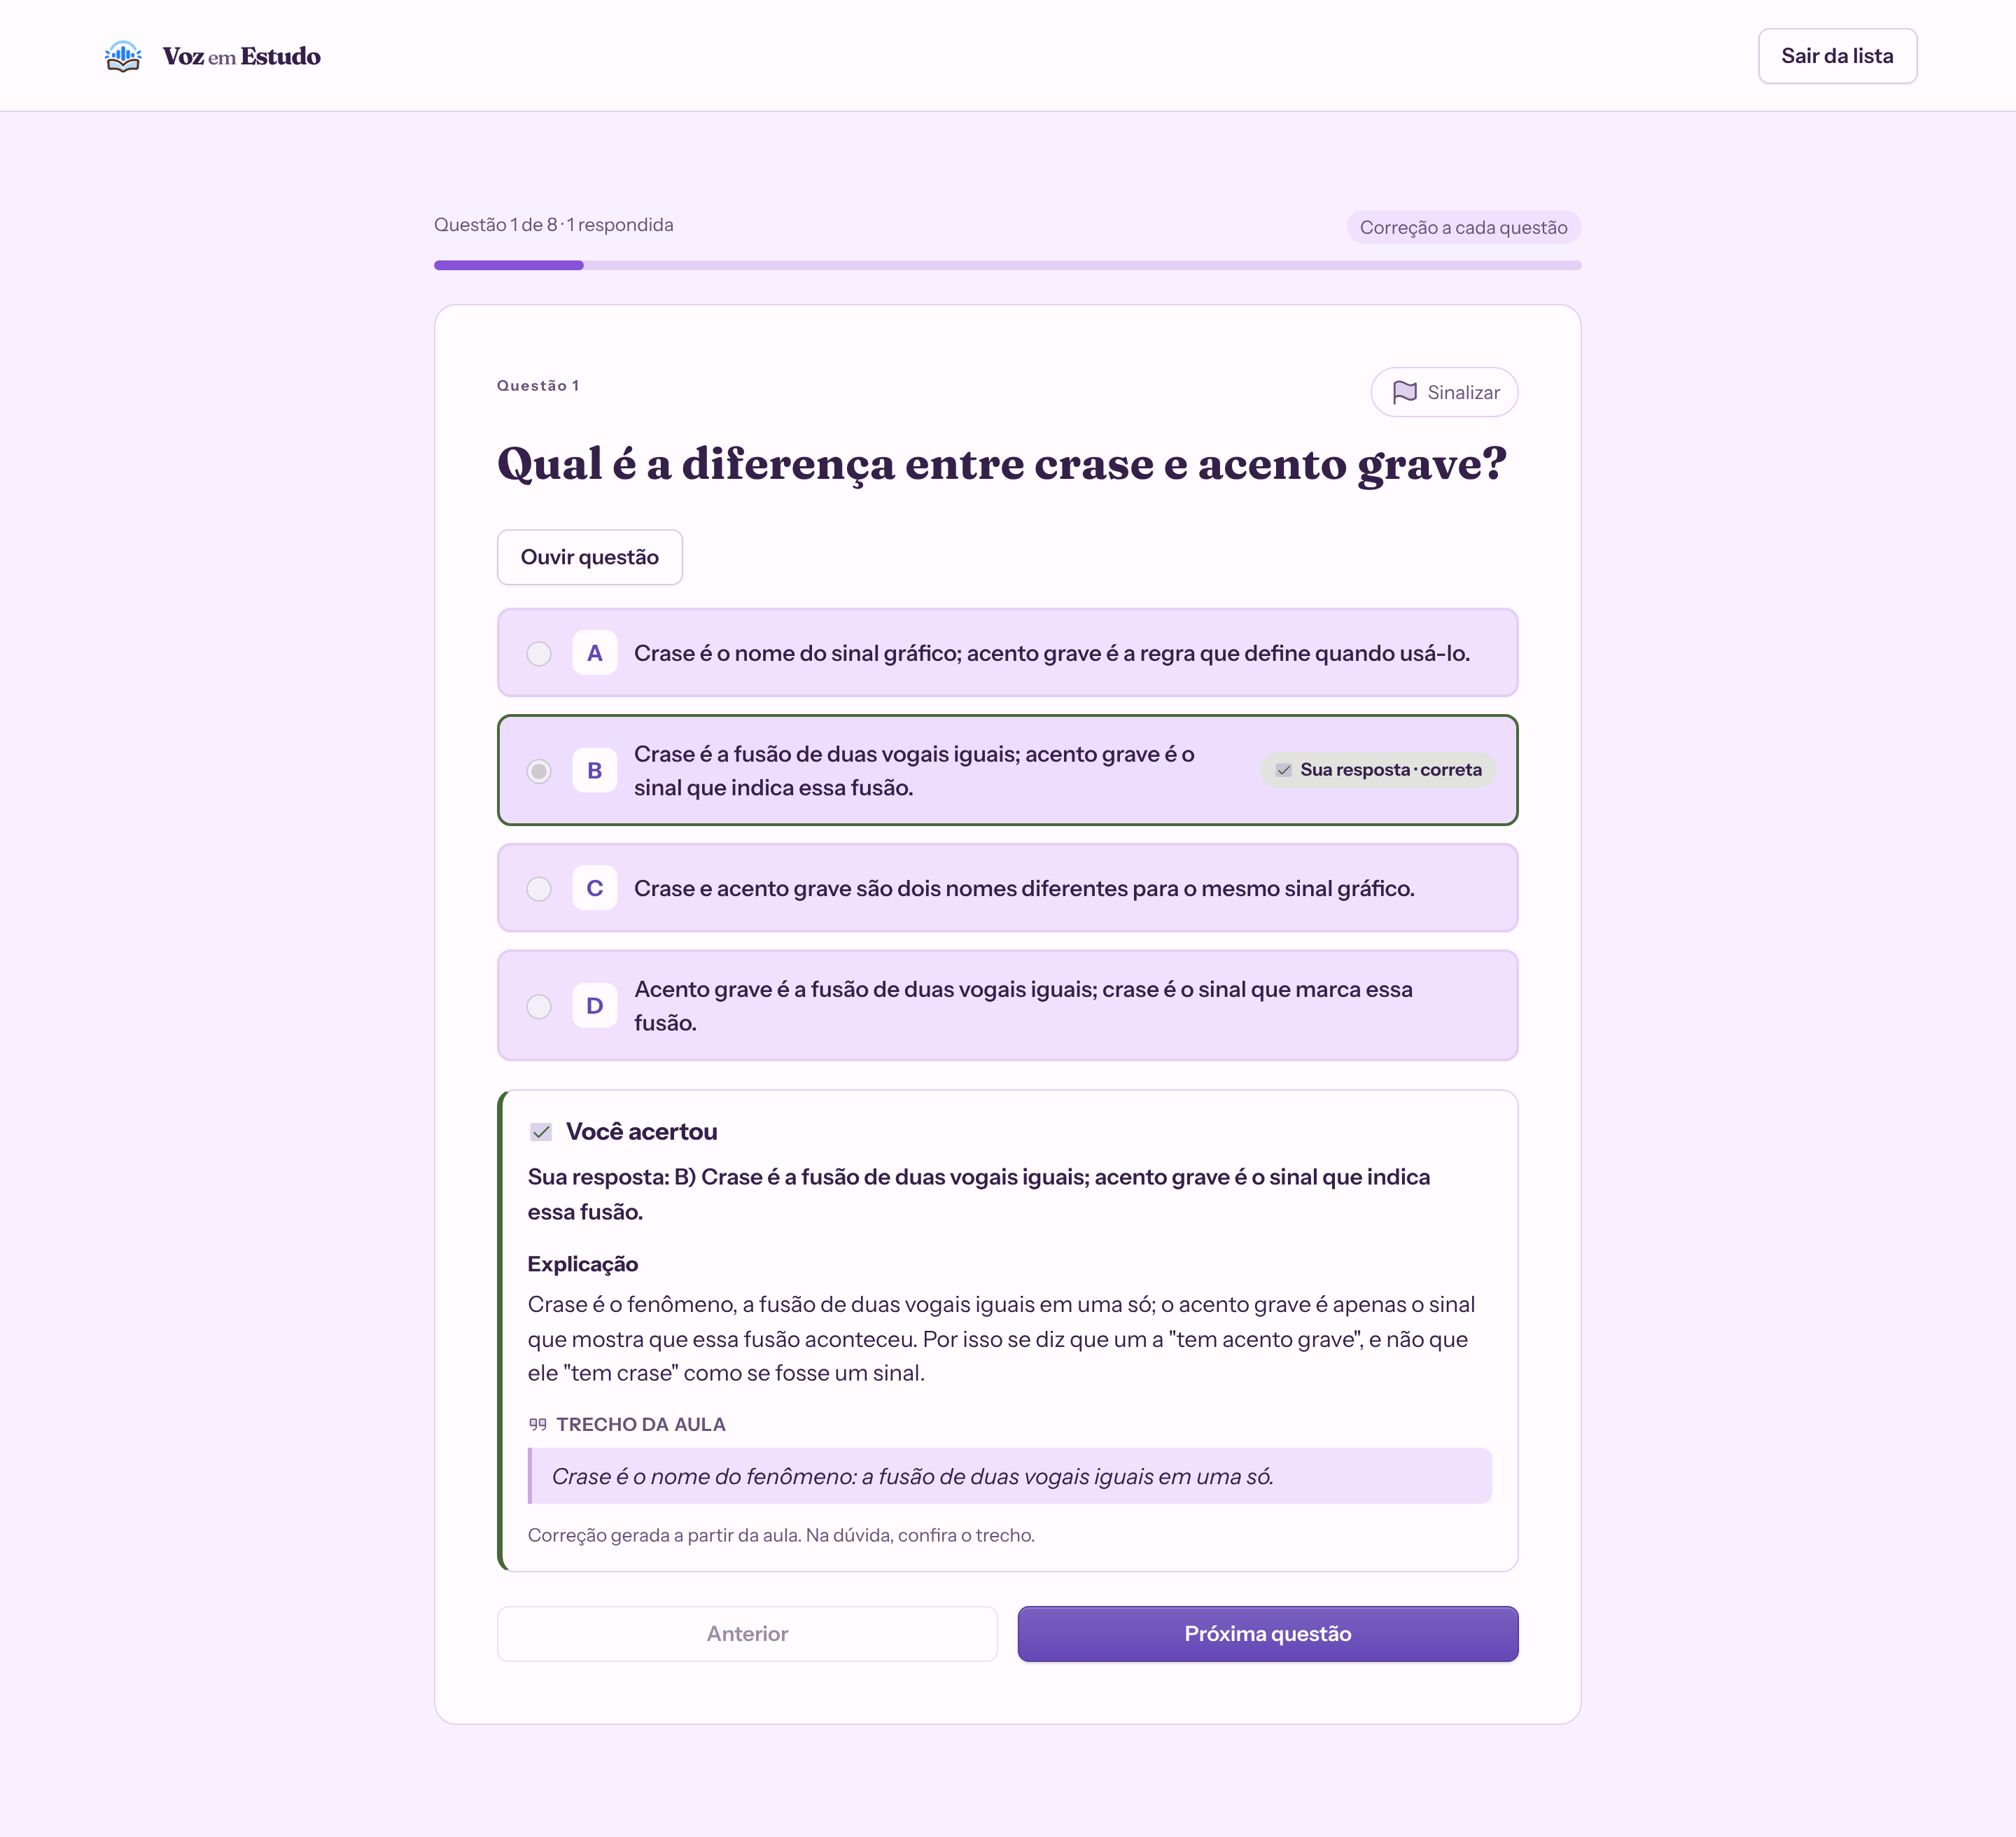 Voz em Estudo
Sair da lista
Questão 1 de 8 · 1 respondida
Correção a cada questão
Questão 1
Sinalizar
Qual é a diferença entre crase e acento grave?
Ouvir questão
A
Crase é o nome do sinal gráfico; acento grave é a regra que define quando usá-lo.
B
Crase é a fusão de duas vogais iguais; acento grave é o
sinal que indica essa fusão.
Sua resposta · correta
C
Crase e acento grave são dois nomes diferentes para o mesmo sinal gráfico.
D
Acento grave é a fusão de duas vogais iguais; crase é o sinal que marca essa
fusão.
Você acertou
Sua resposta: B) Crase é a fusão de duas vogais iguais; acento grave é o sinal que indica
essa fusão.
Explicação
Crase é o fenômeno, a fusão de duas vogais iguais em uma só; o acento grave é apenas o sinal
que mostra que essa fusão aconteceu. Por isso se diz que um a "tem acento grave", e não que
ele "tem crase" como se fosse um sinal.
TRECHO DA AULA
Crase é o nome do fenômeno: a fusão de duas vogais iguais em uma só.
Correção gerada a partir da aula. Na dúvida, confira o trecho.
Anterior
Próxima questão